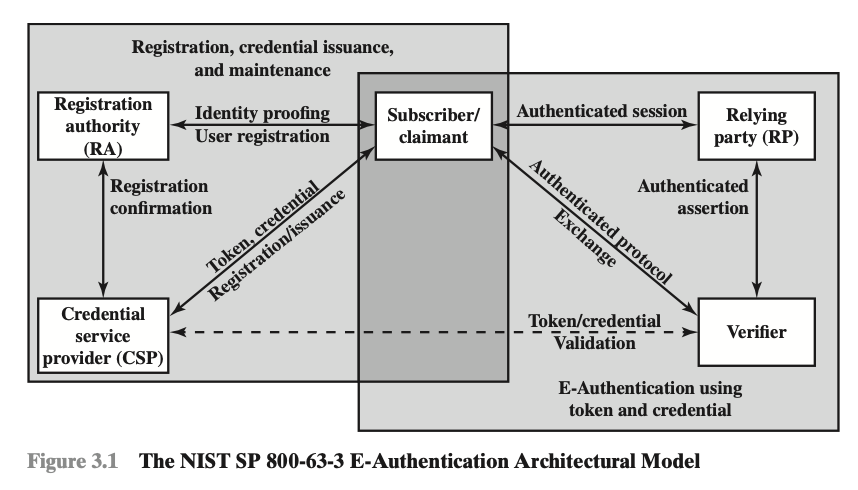 Registration, credential issuance,
and maintenance
Registration
authority
(RA)
Identity proofing
User registration
Subscriber/
claimant
Authenticated session
Relying
party (RP)
Registration
confirmation
Token, credential
Registration/issuance
Authenticated protocol
Exchange
Authenticated
assertion
Credential
service
provider (CSP)
Token/credential
Validation
Verifier
E-Authentication using
token and credential
Figure 3.1 The NIST SP 800-63-3 E-Authentication Architectural Model